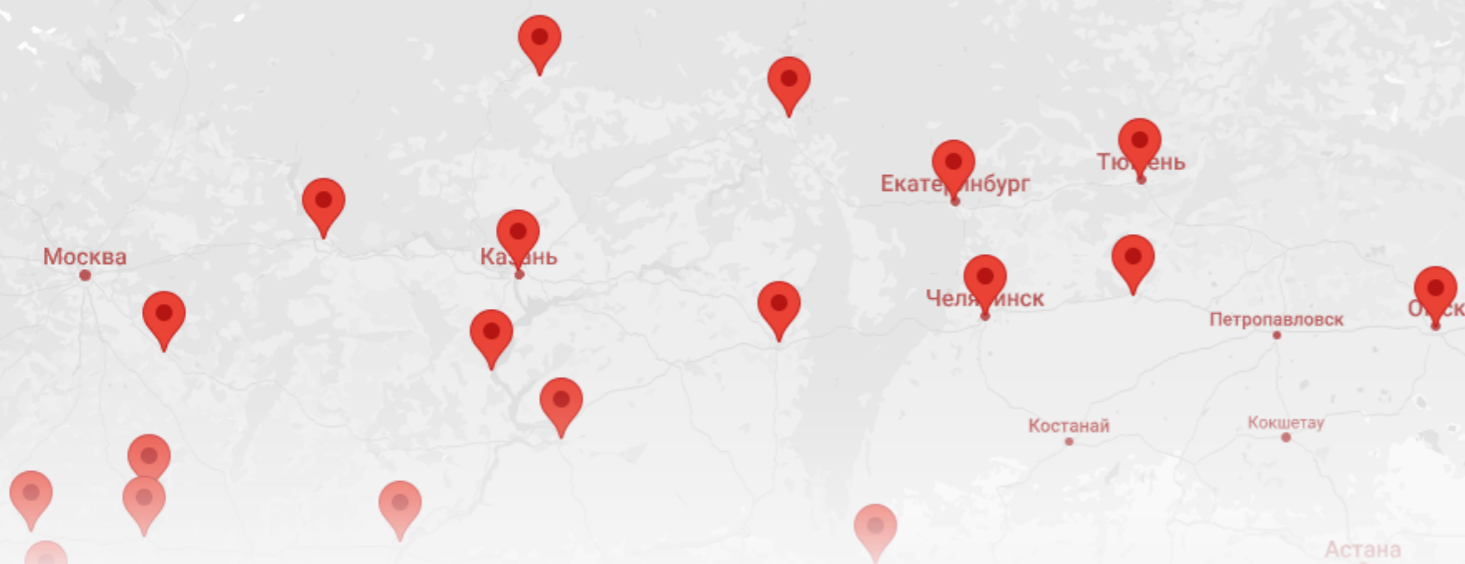 Тюмень
Екатеринбург
Москва
Казань
Челябинск
Омск
Петропавловск
Костанай
Кокшетау
Астана